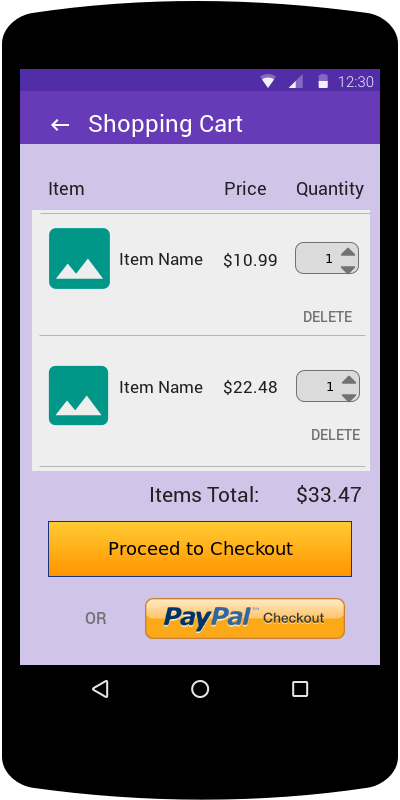 12:30
Shopping Cart
Item Price Quantity
Item Name $10.99 1
DELETE
Item Name $22.48 1
DELETE
Items Total: $33.47
Proceed to Checkout
OR PayPal™ Checkout